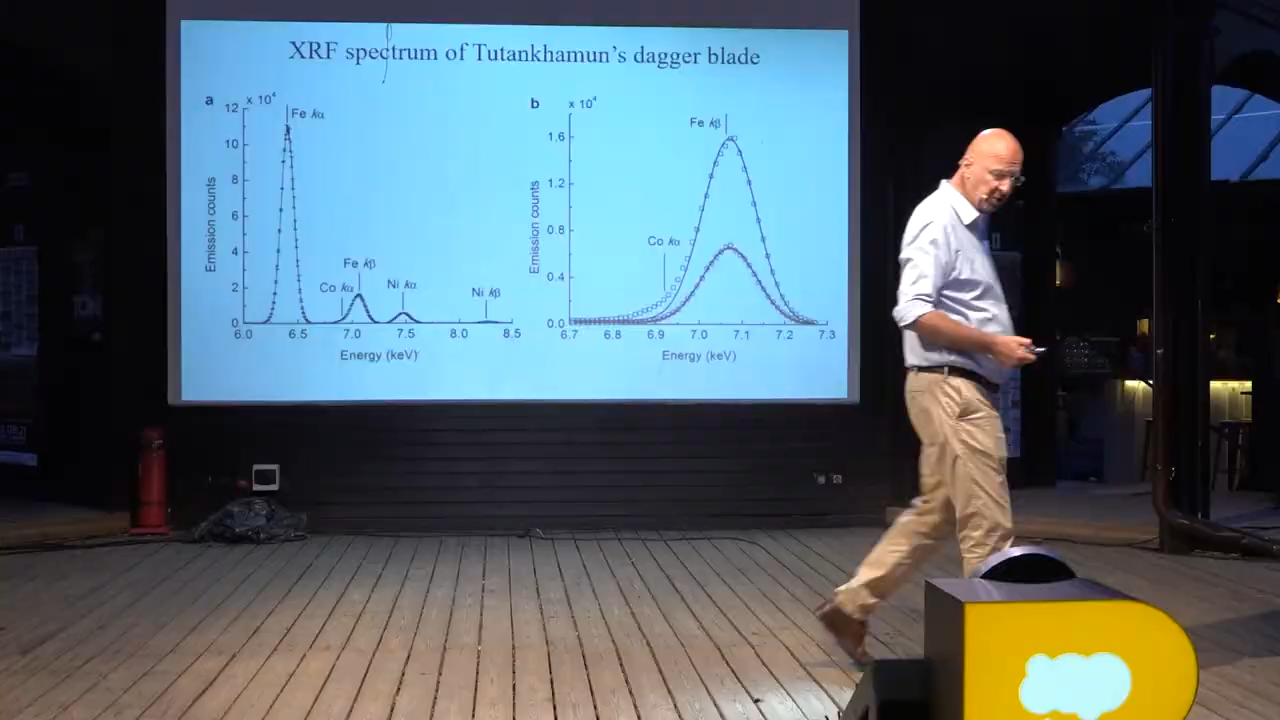 XRF spectrum of Tutankhamun's dagger blade
a
x 10⁴
12
10
8
6
4
2
0
Emission counts
Fe kα
Co kα
Fe kβ
Ni kα
Ni kβ
6.0 6.5 7.0 7.5 8.0 8.5
Energy (keV)
b
x 10⁴
1.6
1.2
0.8
0.4
0.0
Emission counts
Fe kβ
Co kα
6.7 6.8 6.9 7.0 7.1 7.2 7.3
Energy (keV)